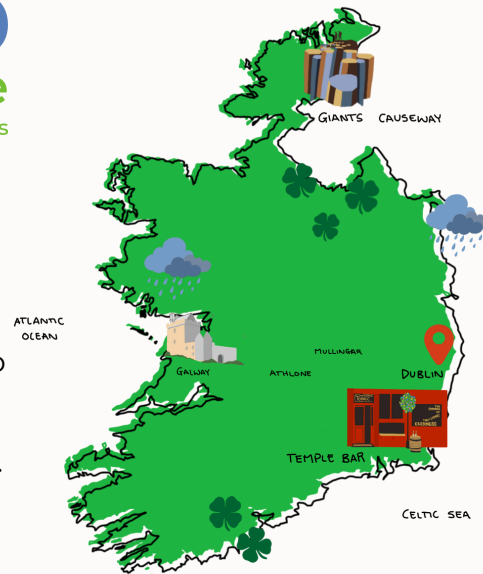 e
s
GIANTS CAUSEWAY
ATLANTIC
OCEAN
MULLINGAR
GALWAY
ATHLONE
DUBLIN
TEMPLE BAR
CELTIC SEA